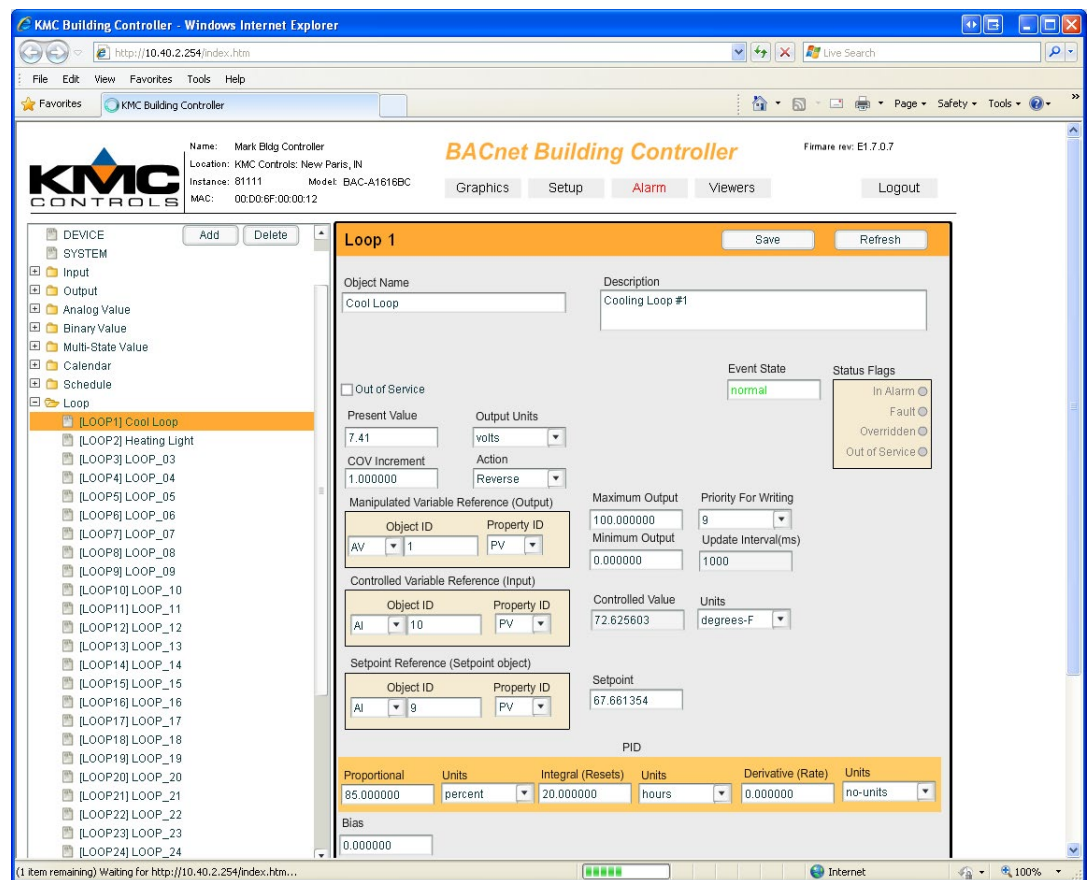 KMC Building Controller - Windows Internet Explorer
http://10.40.2.254/index.htm
Live Search
File Edit View Favorites Tools Help
Favorites
KMC Building Controller
Page
Safety
Tools
KMC
CONTROLS
Name: Mark Bldg Controller
Location: KMC Controls: New Paris, IN
Instance: 81111 Model: BAC-A1616BC
MAC: 00:D0:6F:00:00:12
BACnet Building Controller
Firmare rev: E1.7.0.7
Graphics
Setup
Alarm
Viewers
Logout
DEVICE
Add
Delete
SYSTEM
Input
Output
Analog Value
Binary Value
Multi-State Value
Calendar
Schedule
Loop
[LOOP1] Cool Loop
[LOOP2] Heating Light
[LOOP3] LOOP_03
[LOOP4] LOOP_04
[LOOP5] LOOP_05
[LOOP6] LOOP_06
[LOOP7] LOOP_07
[LOOP8] LOOP_08
[LOOP9] LOOP_09
[LOOP10] LOOP_10
[LOOP11] LOOP_11
[LOOP12] LOOP_12
[LOOP13] LOOP_13
[LOOP14] LOOP_14
[LOOP15] LOOP_15
[LOOP16] LOOP_16
[LOOP17] LOOP_17
[LOOP18] LOOP_18
[LOOP19] LOOP_19
[LOOP20] LOOP_20
[LOOP21] LOOP_21
[LOOP22] LOOP_22
[LOOP23] LOOP_23
[LOOP24] LOOP_24
Loop 1
Save
Refresh
Object Name
Cool Loop
Description
Cooling Loop #1
Out of Service
Event State
normal
Status Flags
In Alarm
Fault
Overridden
Out of Service
Present Value
7.41
Output Units
volts
COV Increment
1.000000
Action
Reverse
Manipulated Variable Reference (Output)
Object ID
Property ID
AV
1
PV
Maximum Output
100.000000
Priority For Writing
9
Minimum Output
0.000000
Update Interval(ms)
1000
Controlled Variable Reference (Input)
Object ID
Property ID
AI
10
PV
Controlled Value
72.625603
Units
degrees-F
Setpoint Reference (Setpoint object)
Object ID
Property ID
AI
9
PV
Setpoint
67.661354
PID
Proportional
85.000000
Units
percent
Integral (Resets)
20.000000
Units
hours
Derivative (Rate)
0.000000
Units
no-units
Bias
0.000000
(1 item remaining) Waiting for http://10.40.2.254/index.htm...
Internet
100%